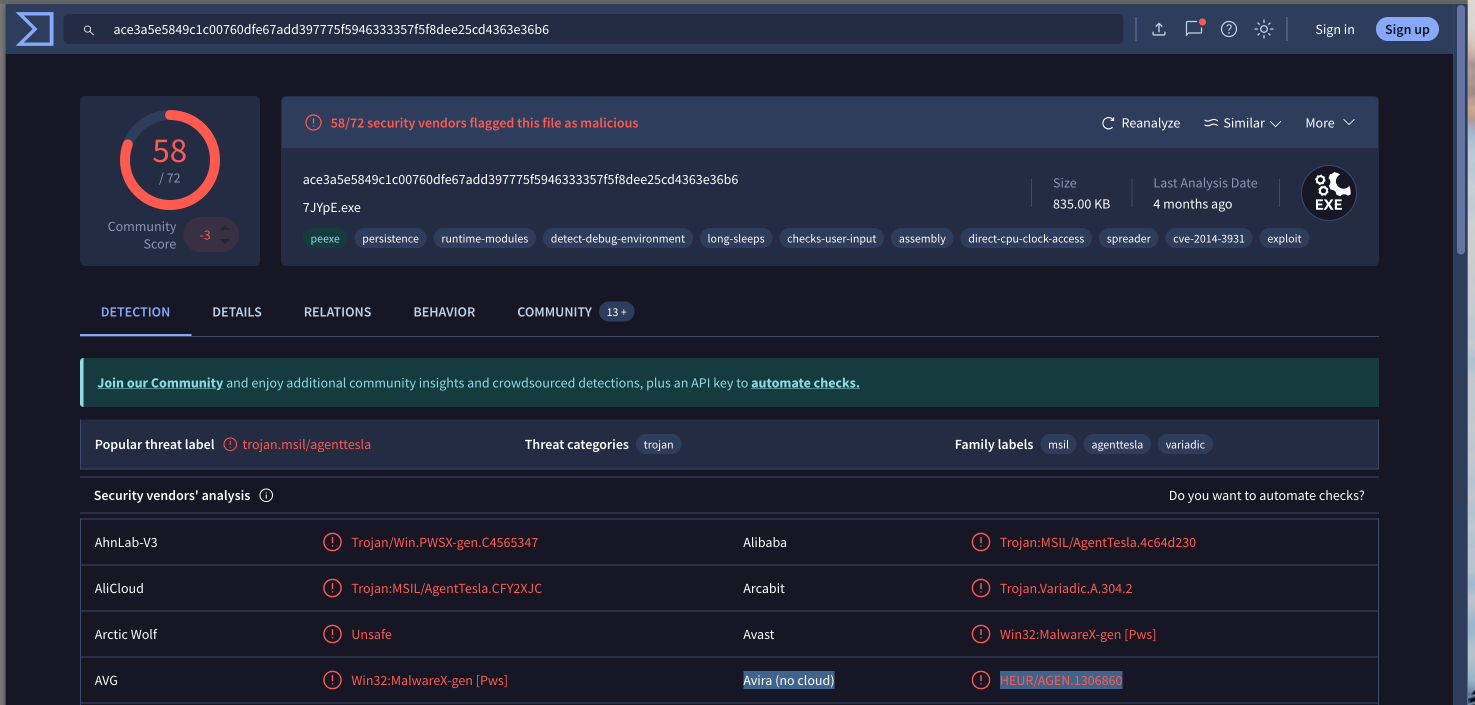 ace3a5e5849c1c00760dfe67add397775f5946333357f5f8dee25cd4363e36b6
Sign in
Sign up
58
/ 72
Community
Score
-3
58/72 security vendors flagged this file as malicious
Reanalyze
Similar
More
ace3a5e5849c1c00760dfe67add397775f5946333357f5f8dee25cd4363e36b6
7JYpE.exe
Size
835.00 KB
Last Analysis Date
4 months ago
EXE
peexe persistence runtime-modules detect-debug-environment long-sleeps checks-user-input assembly direct-cpu-clock-access spreader cve-2014-3931 exploit
DETECTION DETAILS RELATIONS BEHAVIOR COMMUNITY 13 +
Join our Community and enjoy additional community insights and crowdsourced detections, plus an API key to automate checks.
Popular threat label trojan.msil/agenttesla Threat categories trojan Family labels msil agenttesla variadic
Security vendors' analysis Do you want to automate checks?
AhnLab-V3 Trojan/Win.PWSX-gen.C4565347 Alibaba Trojan:MSIL/AgentTesla.4c64d230
AliCloud Trojan:MSIL/AgentTesla.CFY2XJC Arcabit Trojan.Variadic.A.304.2
Arctic Wolf Unsafe Avast Win32:MalwareX-gen [Pws]
AVG Win32:MalwareX-gen [Pws] Avira (no cloud) HEUR/AGEN.1306860